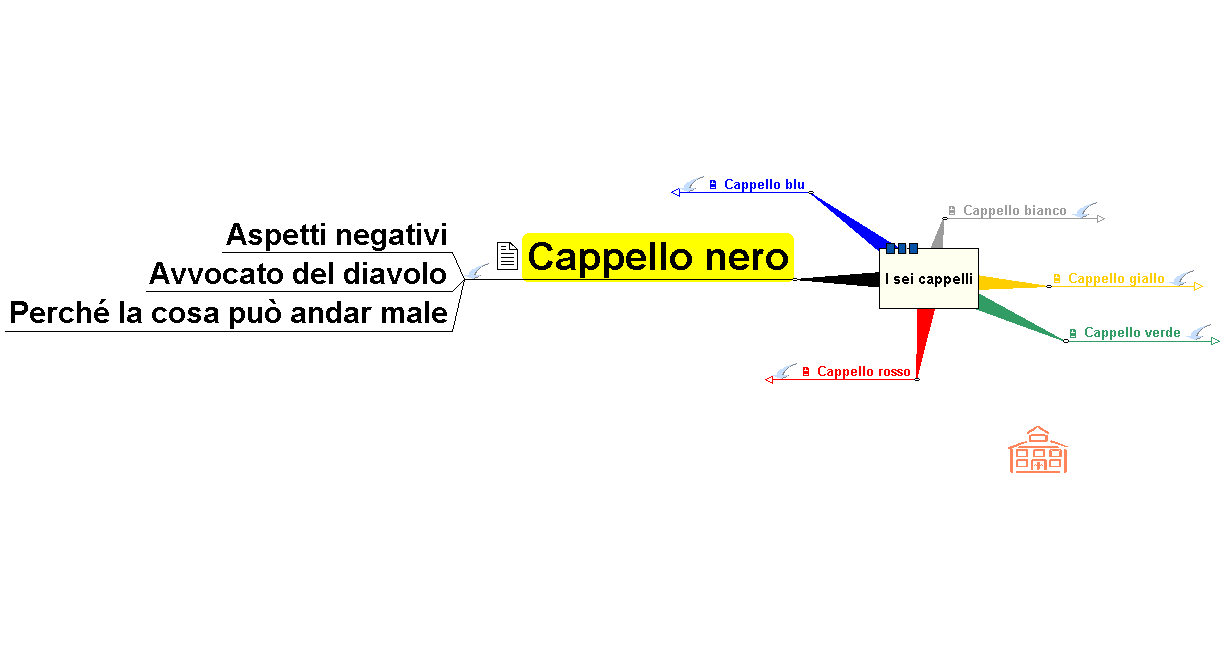 Cappello blu
Cappello bianco
Aspetti negativi
Cappello nero
Avvocato del diavolo
I sei cappelli
Cappello giallo
Perché la cosa può andar male
Cappello verde
Cappello rosso